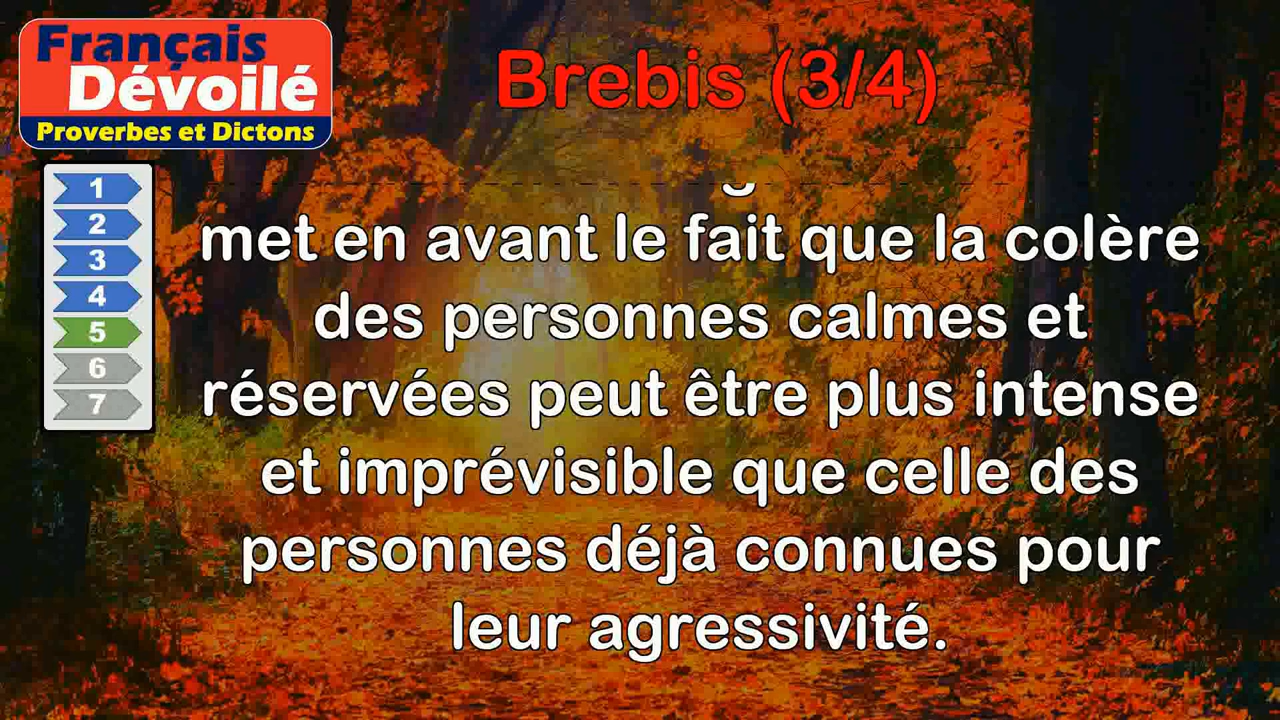 Français
Dévoilé
Proverbes et Dictons
Brebis (3/4)
1
2
3
4
5
6
7
met en avant le fait que la colère
des personnes calmes et
réservées peut être plus intense
et imprévisible que celle des
personnes déjà connues pour
leur agressivité.